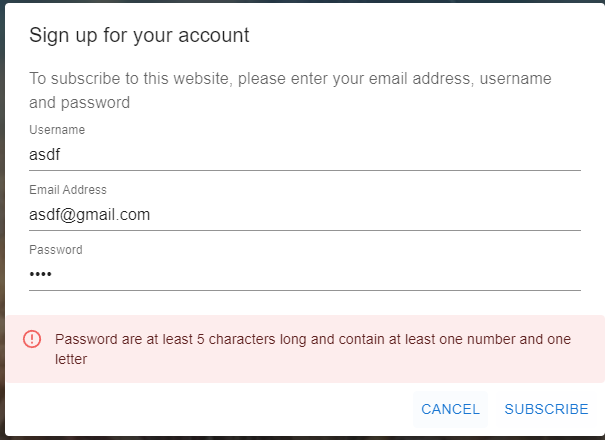 Sign up for your account
To subscribe to this website, please enter your email address, username
and password
Username
asdf
Email Address
asdf@gmail.com
Password
••••
Password are at least 5 characters long and contain at least one number and one
letter
CANCEL SUBSCRIBE